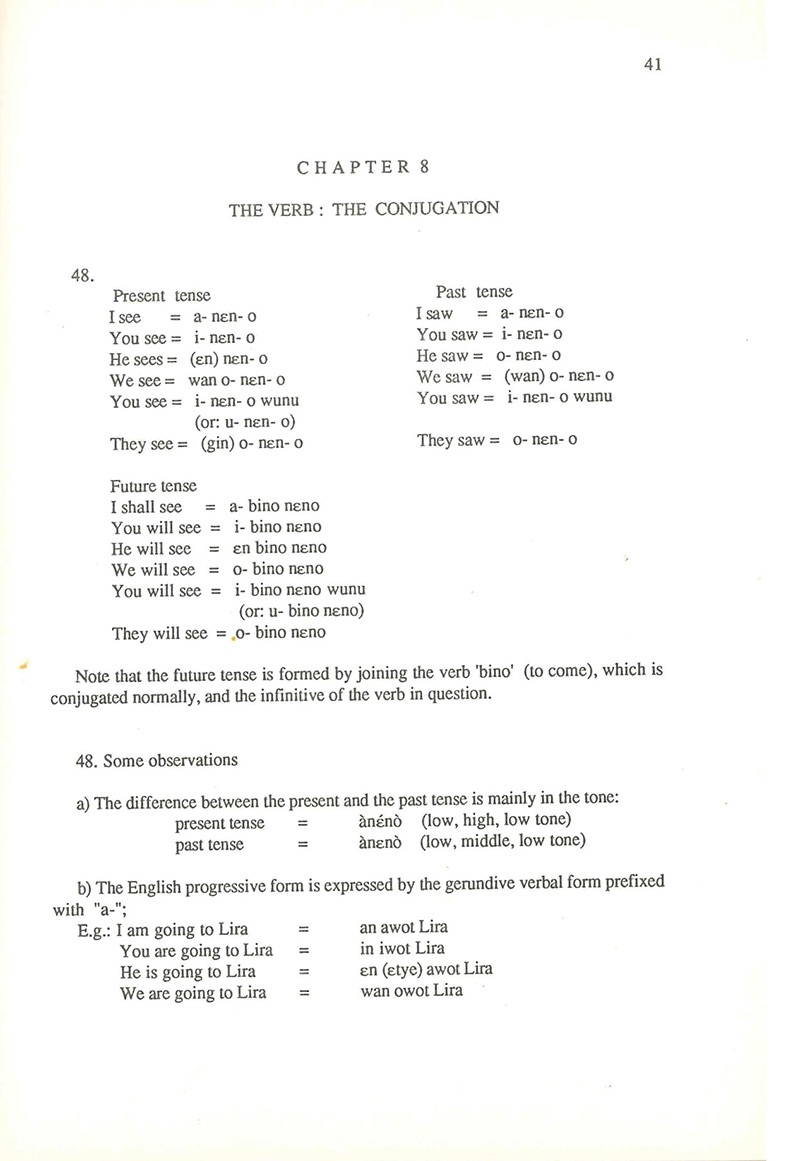 41
CHAPTER 8
THE VERB : THE CONJUGATION
48.
Present tense
I see = a- nɛn- o
You see = i- nɛn- o
He sees = (ɛn) nɛn- o
We see = wan o- nɛn- o
You see = i- nɛn- o wunu
(or: u- nɛn- o)
They see = (gin) o- nɛn- o
Past tense
I saw = a- nɛn- o
You saw = i- nɛn- o
He saw = o- nɛn- o
We saw = (wan) o- nɛn- o
You saw = i- nɛn- o wunu
They saw = o- nɛn- o
Future tense
I shall see = a- bino nɛno
You will see = i- bino nɛno
He will see = ɛn bino nɛno
We will see = o- bino nɛno
You will see = i- bino nɛno wunu
(or: u- bino nɛno)
They will see = o- bino nɛno
Note that the future tense is formed by joining the verb 'bino' (to come), which is
conjugated normally, and the infinitive of the verb in question.
48. Some observations
a) The difference between the present and the past tense is mainly in the tone:
present tense = ànɛ́nò (low, high, low tone)
past tense = ànɛnò (low, middle, low tone)
b) The English progressive form is expressed by the gerundive verbal form prefixed
with "a-";
E.g.: I am going to Lira = an awot Lira
You are going to Lira = in iwot Lira
He is going to Lira = ɛn (ɛtye) awot Lira
We are going to Lira = wan owot Lira